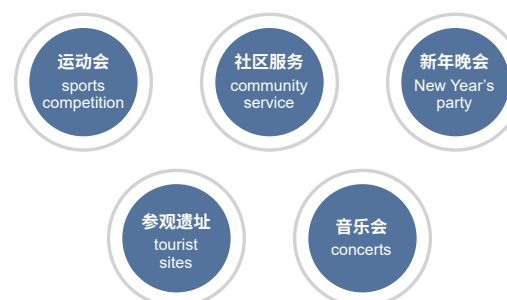 运动会
sports
competition
社区服务
community
service
新年晚会
New Year's
party
参观遗址
tourist
sites
音乐会
concerts